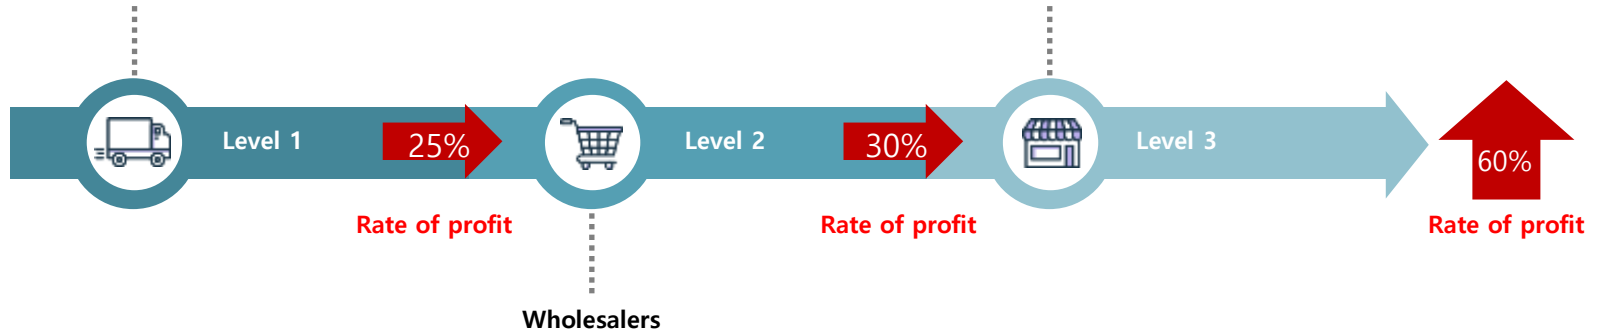 Level 1
25%
Level 2
30%
Level 3
60%
Rate of profit
Rate of profit
Rate of profit
Wholesalers